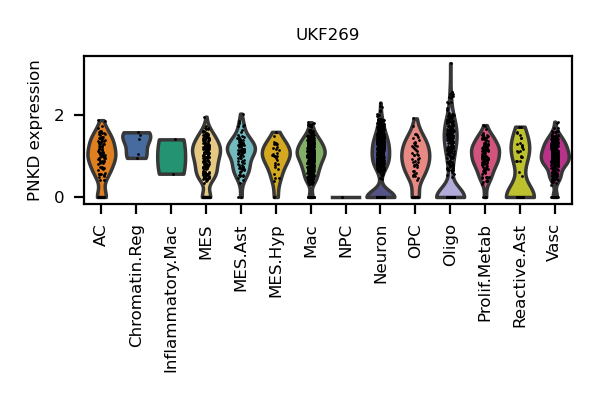 UKF269
PNKD expression
2
0
AC
Chromatin.Reg
Inflammatory.Mac
MES
MES.Ast
MES.Hyp
Mac
NPC
Neuron
OPC
Oligo
Prolif.Metab
Reactive.Ast
Vasc